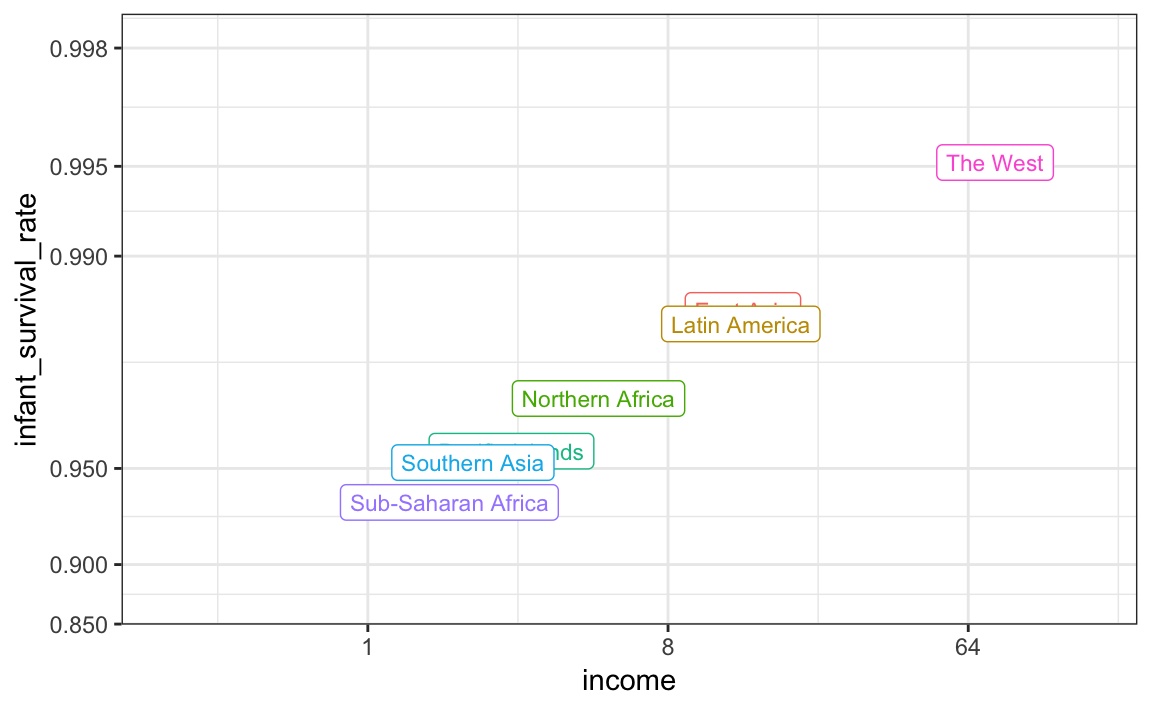 0.998
0.995
0.990
0.950
0.900
0.850
infant_survival_rate
The West
Latin America
Northern Africa
Southern Asia
Sub-Saharan Africa
1
8
64
income